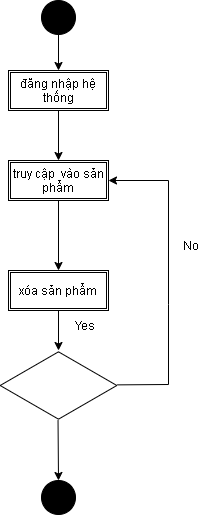 đăng nhập hệ
thống
truy cập vào sản
phẩm
No
xóa sản phẩm
Yes